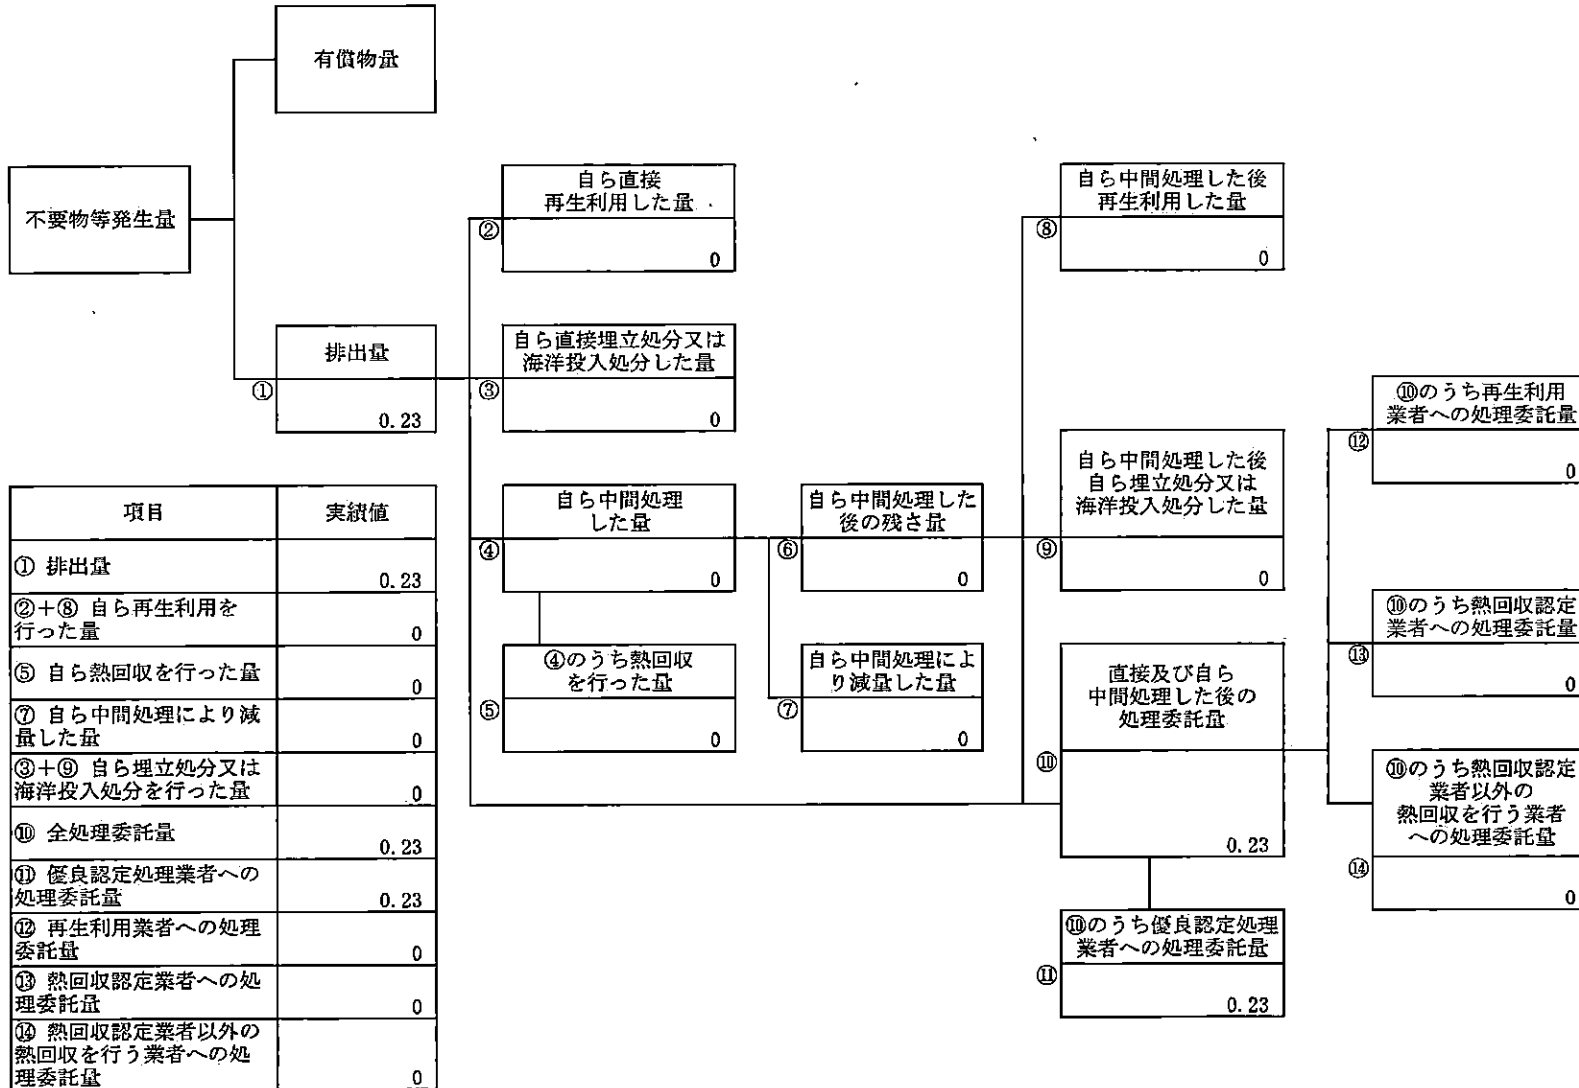 有償物量
不要物等発生量
排出量
①
0.23
自ら直接
再生利用した量
②
0
自ら直接埋立処分又は
海洋投入処分した量
③
0
自ら中間処理
した量
④
0
④のうち熱回収
を行った量
⑤
0
自ら中間処理した
後の残さ量
⑥
0
自ら中間処理によ
り減量した量
⑦
0
自ら中間処理した後
再生利用した量
⑧
0
自ら中間処理した後
自ら埋立処分又は
海洋投入処分した量
⑨
0
直接及び自ら
中間処理した後の
処理委託量
⑩
0.23
⑩のうち優良認定処理
業者への処理委託量
⑪
0.23
⑩のうち再生利用
業者への処理委託量
⑫
0
⑩のうち熱回収認定
業者への処理委託量
⑬
0
⑩のうち熱回収認定
業者以外の
熱回収を行う業者
への処理委託量
⑭
0
項目 実績値
① 排出量
0.23
②+⑧ 自ら再生利用を
行った量
0
⑤ 自ら熱回収を行った量
0
⑦ 自ら中間処理により減
量した量
0
③+⑨ 自ら埋立処分又は
海洋投入処分を行った量
0
⑩ 全処理委託量
0.23
⑪ 優良認定処理業者への
処理委託量
0.23
⑫ 再生利用業者への処理
委託量
0
⑬ 熱回収認定業者への処
理委託量
0
⑭ 熱回収認定業者以外の
熱回収を行う業者への処
理委託量
0